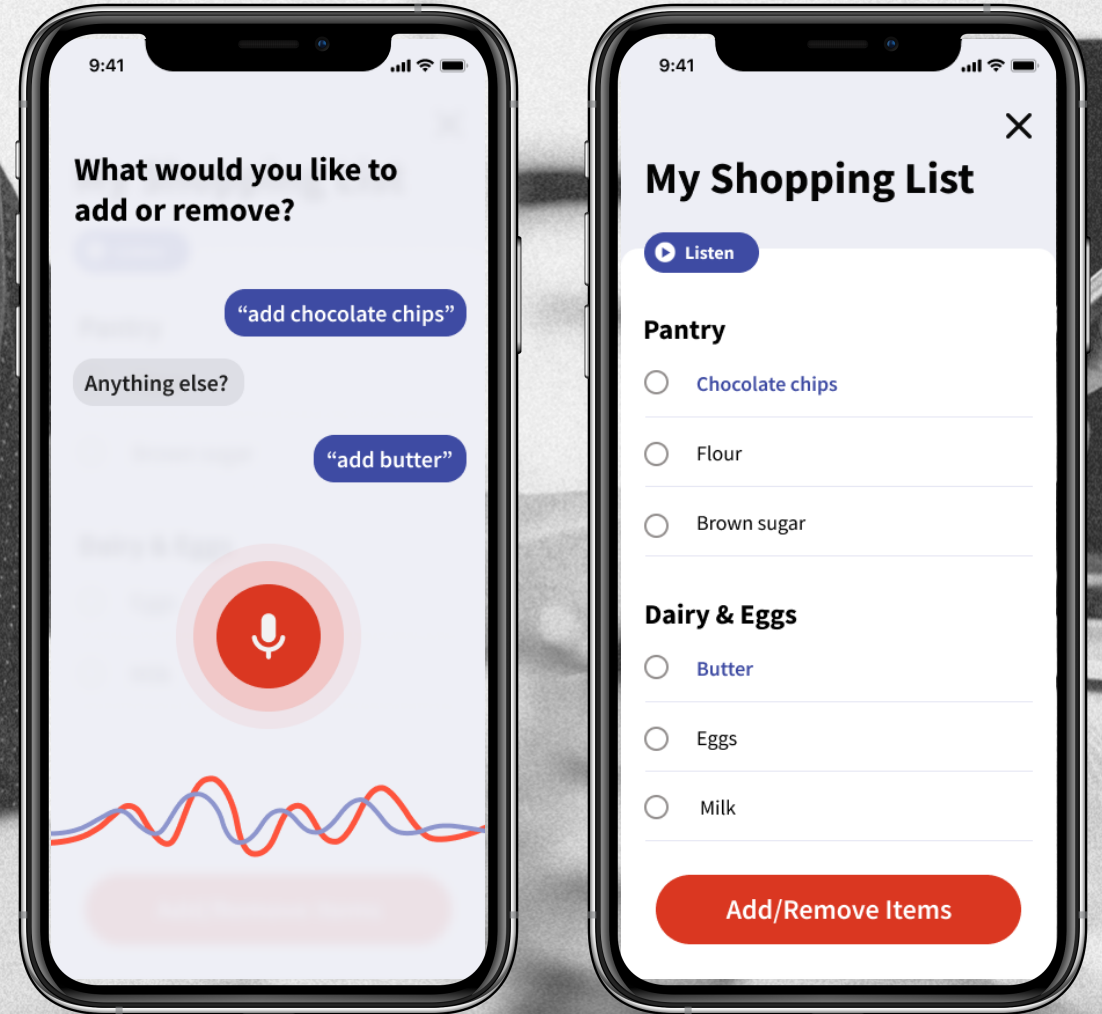 9:41
What would you like to
add or remove?
“add chocolate chips”
Anything else?
“add butter”
9:41
My Shopping List
Listen
Pantry
Chocolate chips
Flour
Brown sugar
Dairy & Eggs
Butter
Eggs
Milk
Add/Remove Items